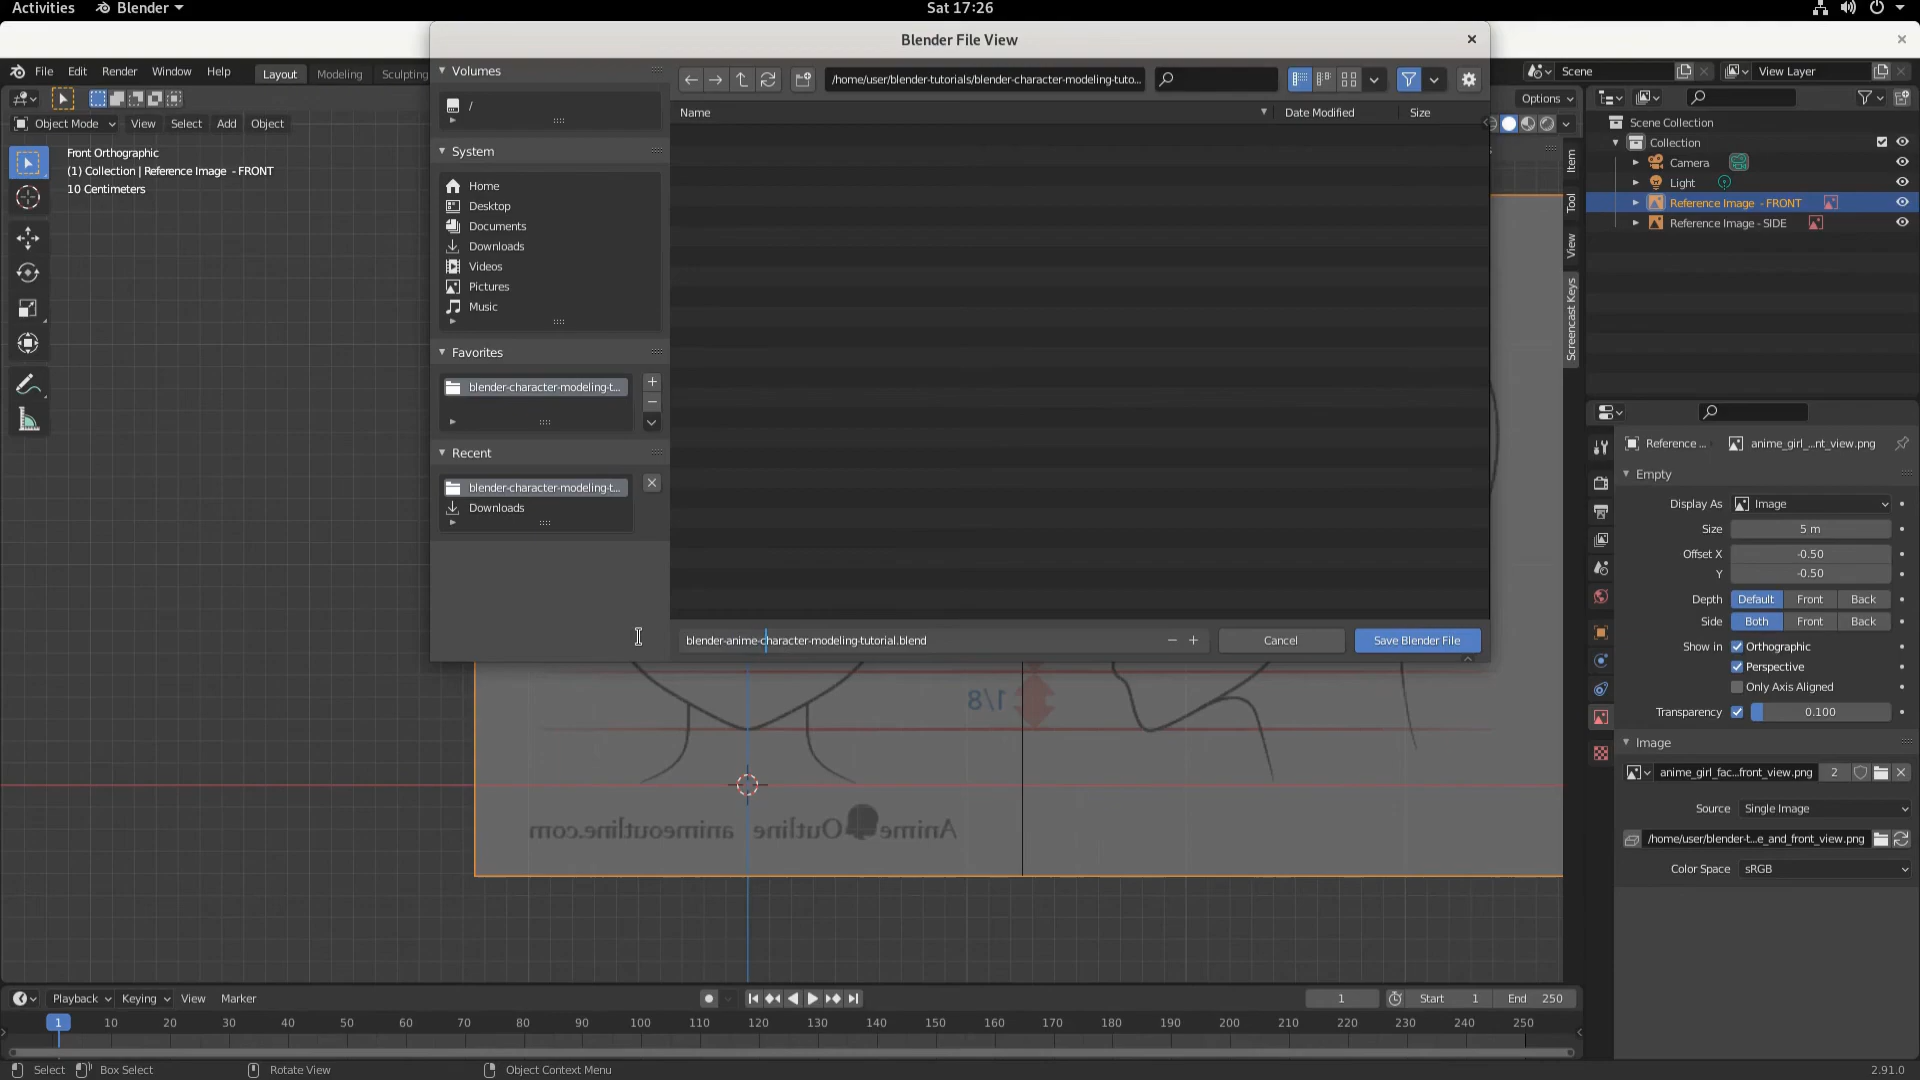 Activities
Blender
Sat 17:26
Blender File View
File
Edit
Render
Window
Help
Layout
Modeling
Sculpting
Object Mode
View
Select
Add
Object
Front Orthographic
(1) Collection | Reference Image - FRONT
10 Centimeters
Volumes
/
System
Home
Desktop
Documents
Downloads
Videos
Pictures
Music
Favorites
blender-character-modeling-t...
Recent
blender-character-modeling-t...
Downloads
/home/user/blender-tutorials/blender-character-modeling-tuto...
Name
Date Modified
Size
blender-anime-character-modeling-tutorial.blend
Cancel
Save Blender File
1/8
Anime Outline animeoutline.com
Options
Item
Tool
View
Screencast Keys
Scene
View Layer
Scene Collection
Collection
Camera
Light
Reference Image - FRONT
Reference Image - SIDE
Reference ...
anime_girl_...nt_view.png
Empty
Display As
Image
Size
5 m
Offset X
-0.50
Y
-0.50
Depth
Default
Front
Back
Side
Both
Front
Back
Show in
Orthographic
Perspective
Only Axis Aligned
Transparency
0.100
Image
anime_girl_fac...front_view.png
2
Source
Single Image
/home/user/blender-t...e_and_front_view.png
Color Space
sRGB
Playback
Keying
View
Marker
1
Start
1
End
250
1 10 20 30 40 50 60 70 80 90 100 110 120 130 140 150 160 170 180 190 200 210 220 230 240 250
Select
Box Select
Rotate View
Object Context Menu
2.91.0